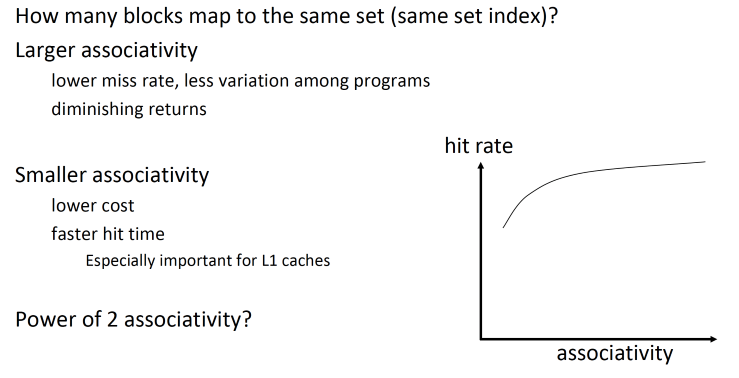 How many blocks map to the same set (same set index)?
Larger associativity
lower miss rate, less variation among programs
diminishing returns
hit rate
Smaller associativity
lower cost
faster hit time
Especially important for L1 caches
Power of 2 associativity?
associativity